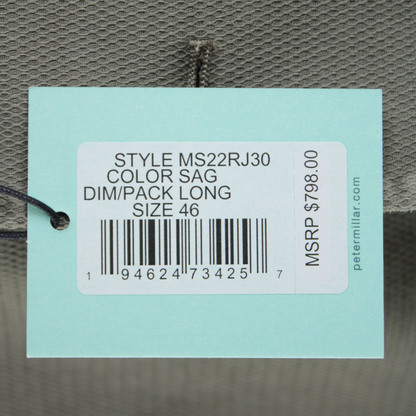 STYLE MS22RJ30
COLOR SAG
DIM/PACK LONG
SIZE 46
1 94624 73425 7
MSRP $798.00
petermillar.com